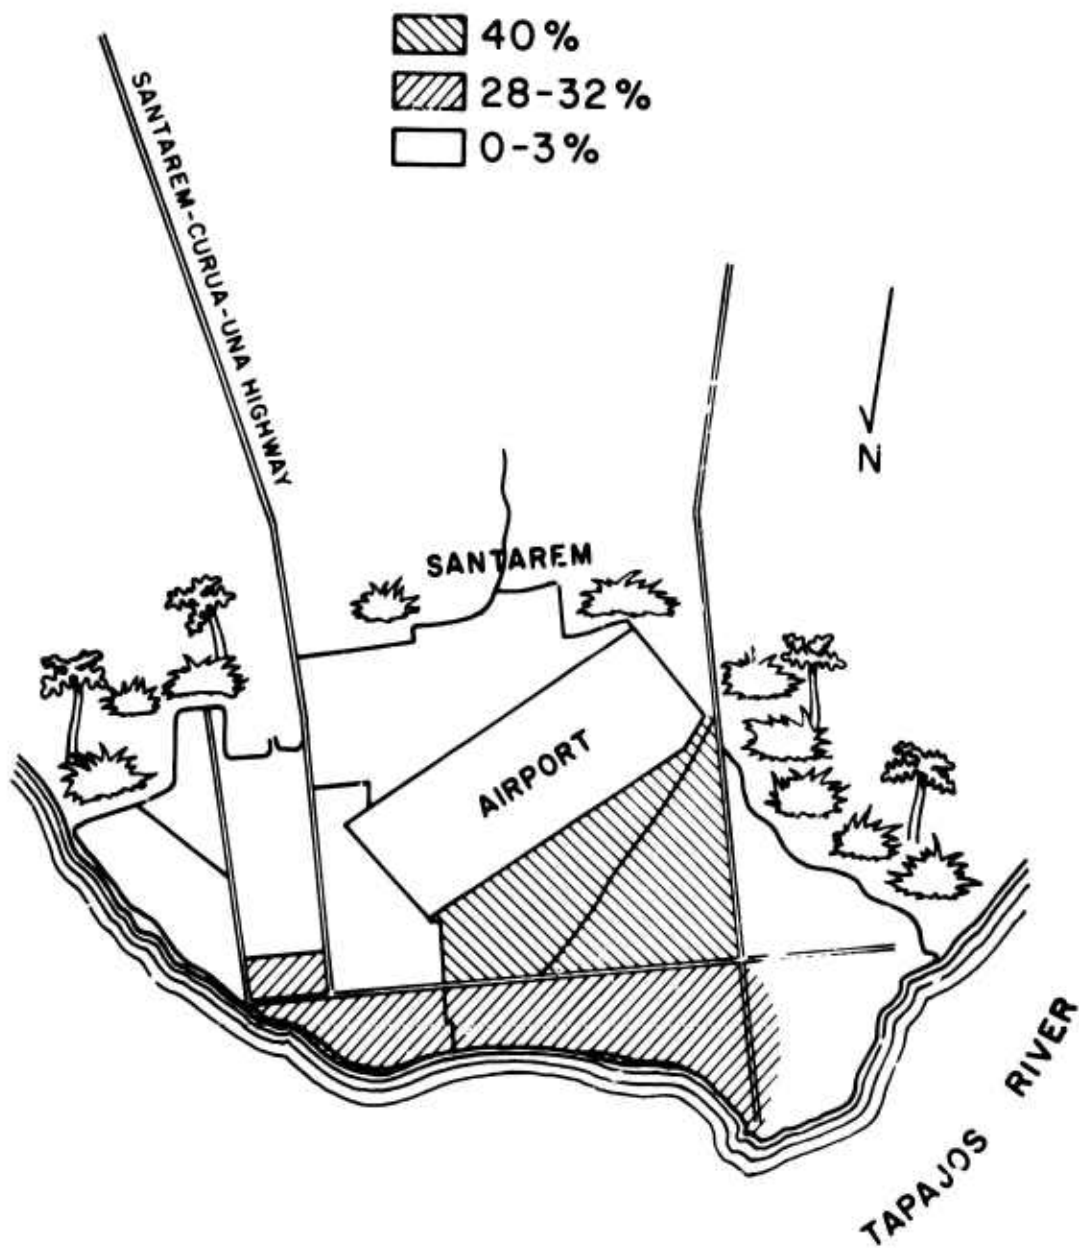 40%
28-32%
0-3%
SANTAREM-CURUA-UNA HIGHWAY
N
SANTAREM
AIRPORT
TAPAJOS RIVER